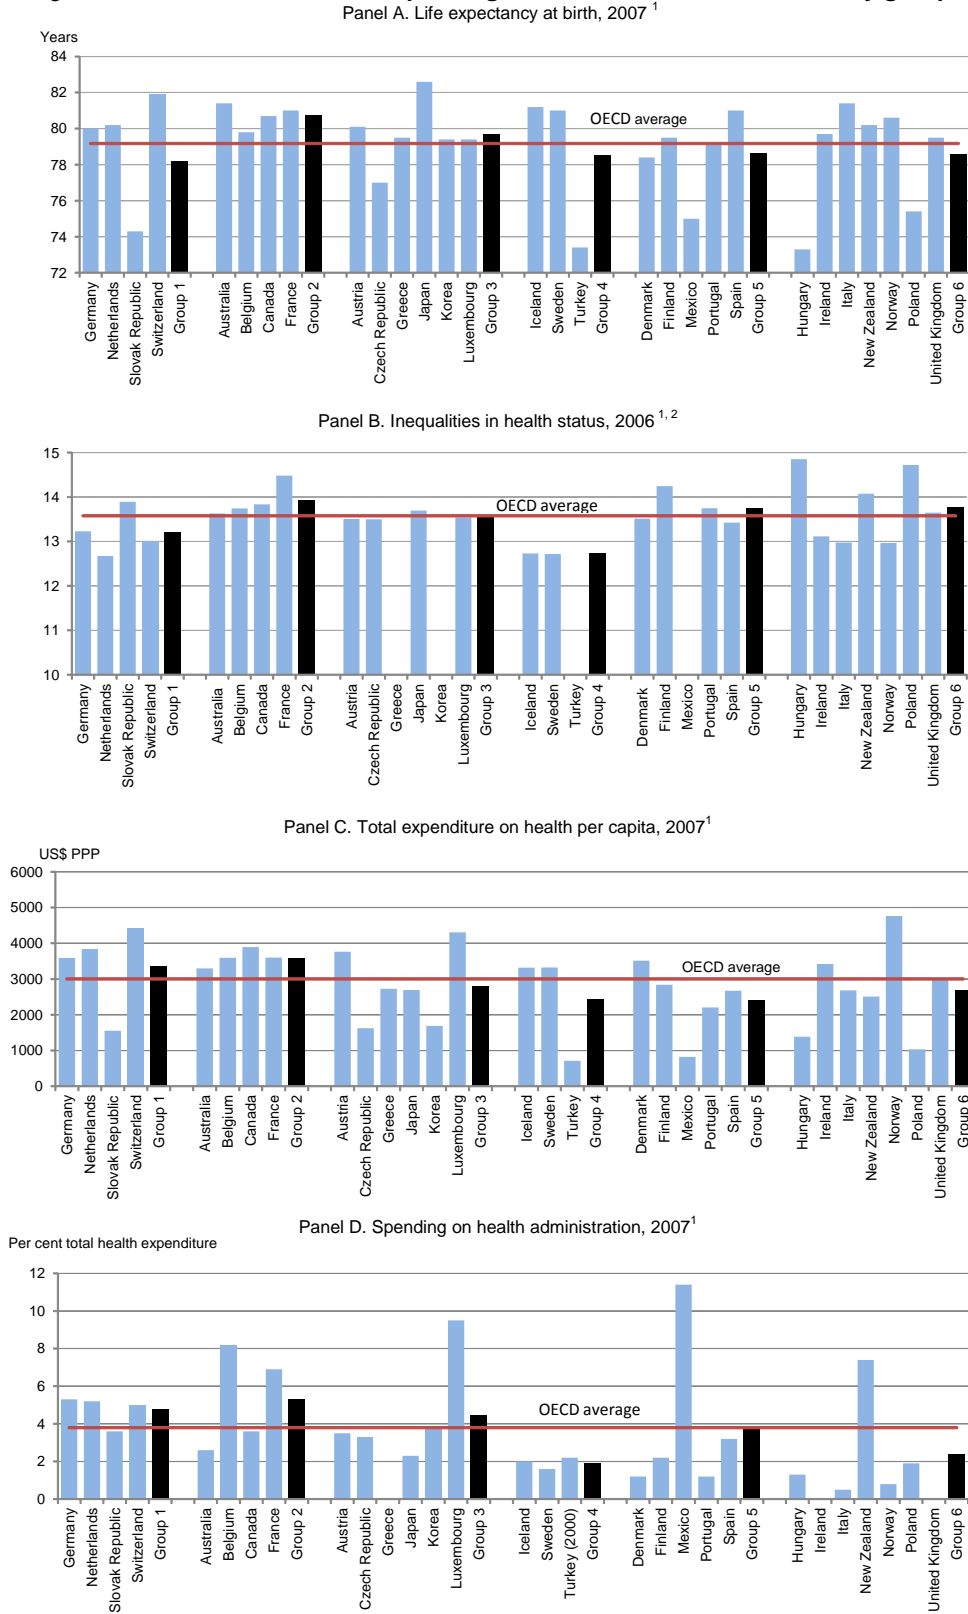 Panel A. Life expectancy at birth, 2007 1
Years
84
82
80
78
76
74
72
OECD average
Germany
Netherlands
Slovak Republic
Switzerland
Group 1
Australia
Belgium
Canada
France
Group 2
Austria
Czech Republic
Greece
Japan
Korea
Luxembourg
Group 3
Iceland
Sweden
Turkey
Group 4
Denmark
Finland
Mexico
Portugal
Spain
Group 5
Hungary
Ireland
Italy
New Zealand
Norway
Poland
United Kingdom
Group 6
Panel B. Inequalities in health status, 2006 1, 2
15
14
13
12
11
10
OECD average
Germany
Netherlands
Slovak Republic
Switzerland
Group 1
Australia
Belgium
Canada
France
Group 2
Austria
Czech Republic
Greece
Japan
Korea
Luxembourg
Group 3
Iceland
Sweden
Turkey
Group 4
Denmark
Finland
Mexico
Portugal
Spain
Group 5
Hungary
Ireland
Italy
New Zealand
Norway
Poland
United Kingdom
Group 6
Panel C. Total expenditure on health per capita, 2007 1
US$ PPP
6000
5000
4000
3000
2000
1000
0
OECD average
Germany
Netherlands
Slovak Republic
Switzerland
Group 1
Australia
Belgium
Canada
France
Group 2
Austria
Czech Republic
Greece
Japan
Korea
Luxembourg
Group 3
Iceland
Sweden
Turkey
Group 4
Denmark
Finland
Mexico
Portugal
Spain
Group 5
Hungary
Ireland
Italy
New Zealand
Norway
Poland
United Kingdom
Group 6
Panel D. Spending on health administration, 2007 1
Per cent total health expenditure
12
10
8
6
4
2
0
OECD average
Germany
Netherlands
Slovak Republic
Switzerland
Group 1
Australia
Belgium
Canada
France
Group 2
Austria
Czech Republic
Greece
Japan
Korea
Luxembourg
Group 3
Iceland
Sweden
Turkey (2000)
Group 4
Denmark
Finland
Mexico
Portugal
Spain
Group 5
Hungary
Ireland
Italy
New Zealand
Norway
Poland
United Kingdom
Group 6